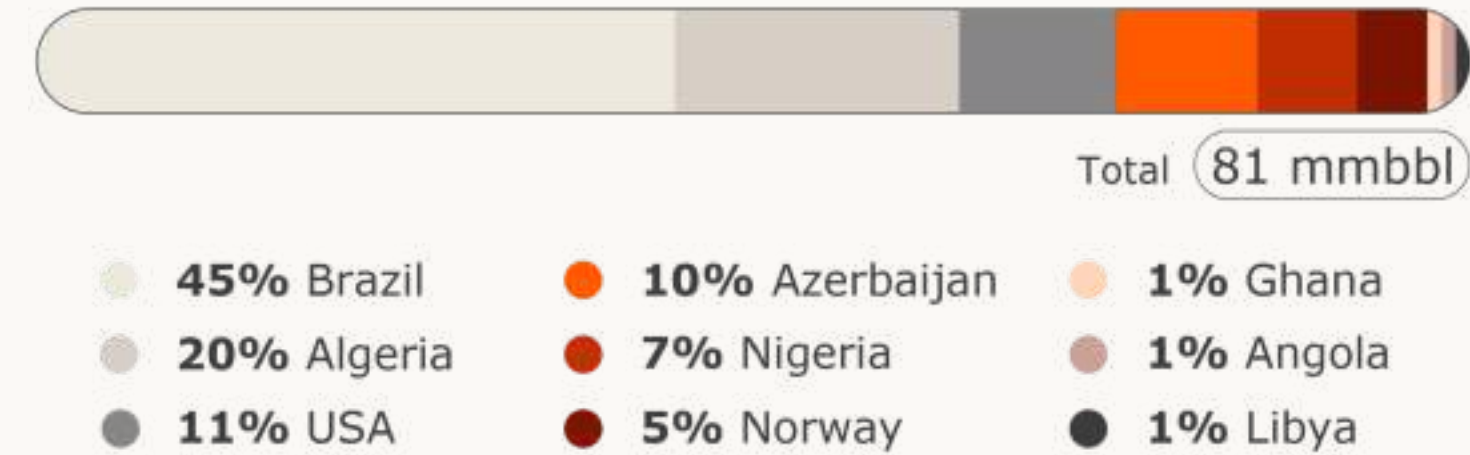 Total 81 mmbbl
45% Brazil 10% Azerbaijan 1% Ghana
20% Algeria 7% Nigeria 1% Angola
11% USA 5% Norway 1% Libya